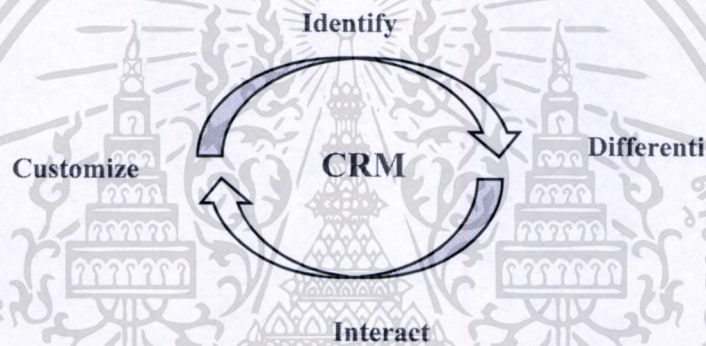 Identify
Customize
CRM
Differenti
Interact